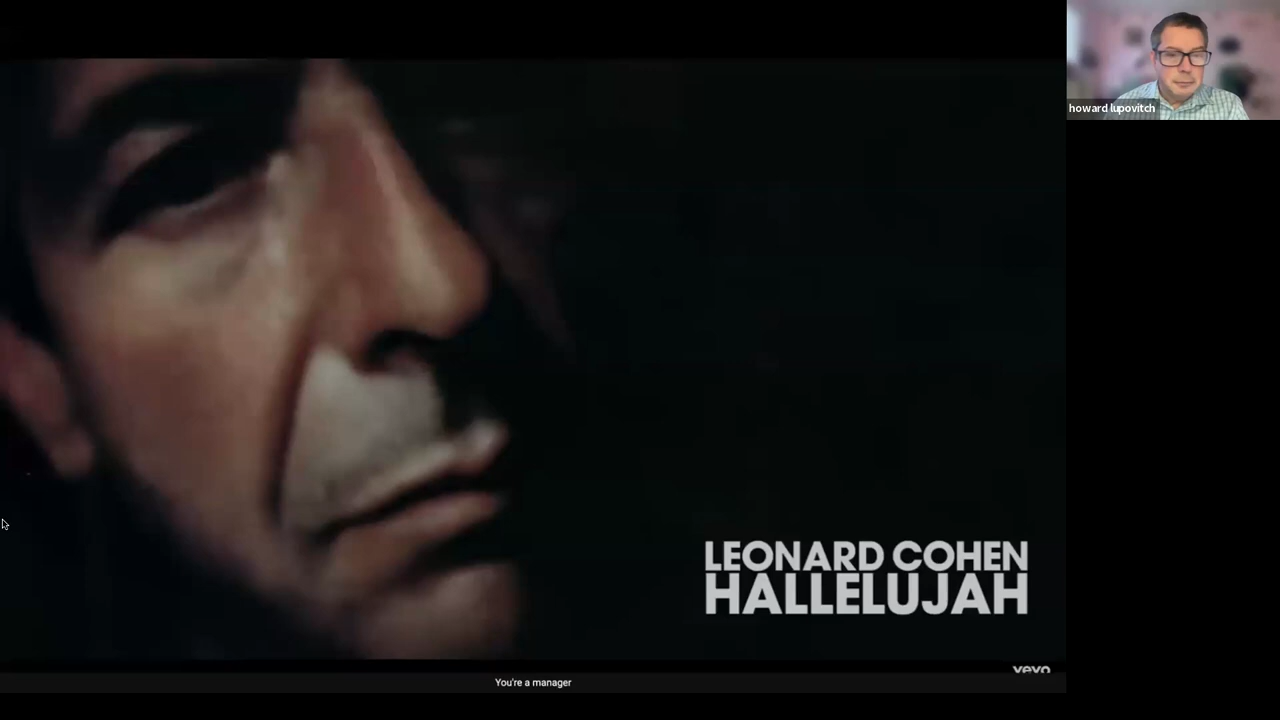 howard lupovitch
LEONARD COHEN
HALLELUJAH
vevo
You're a manager